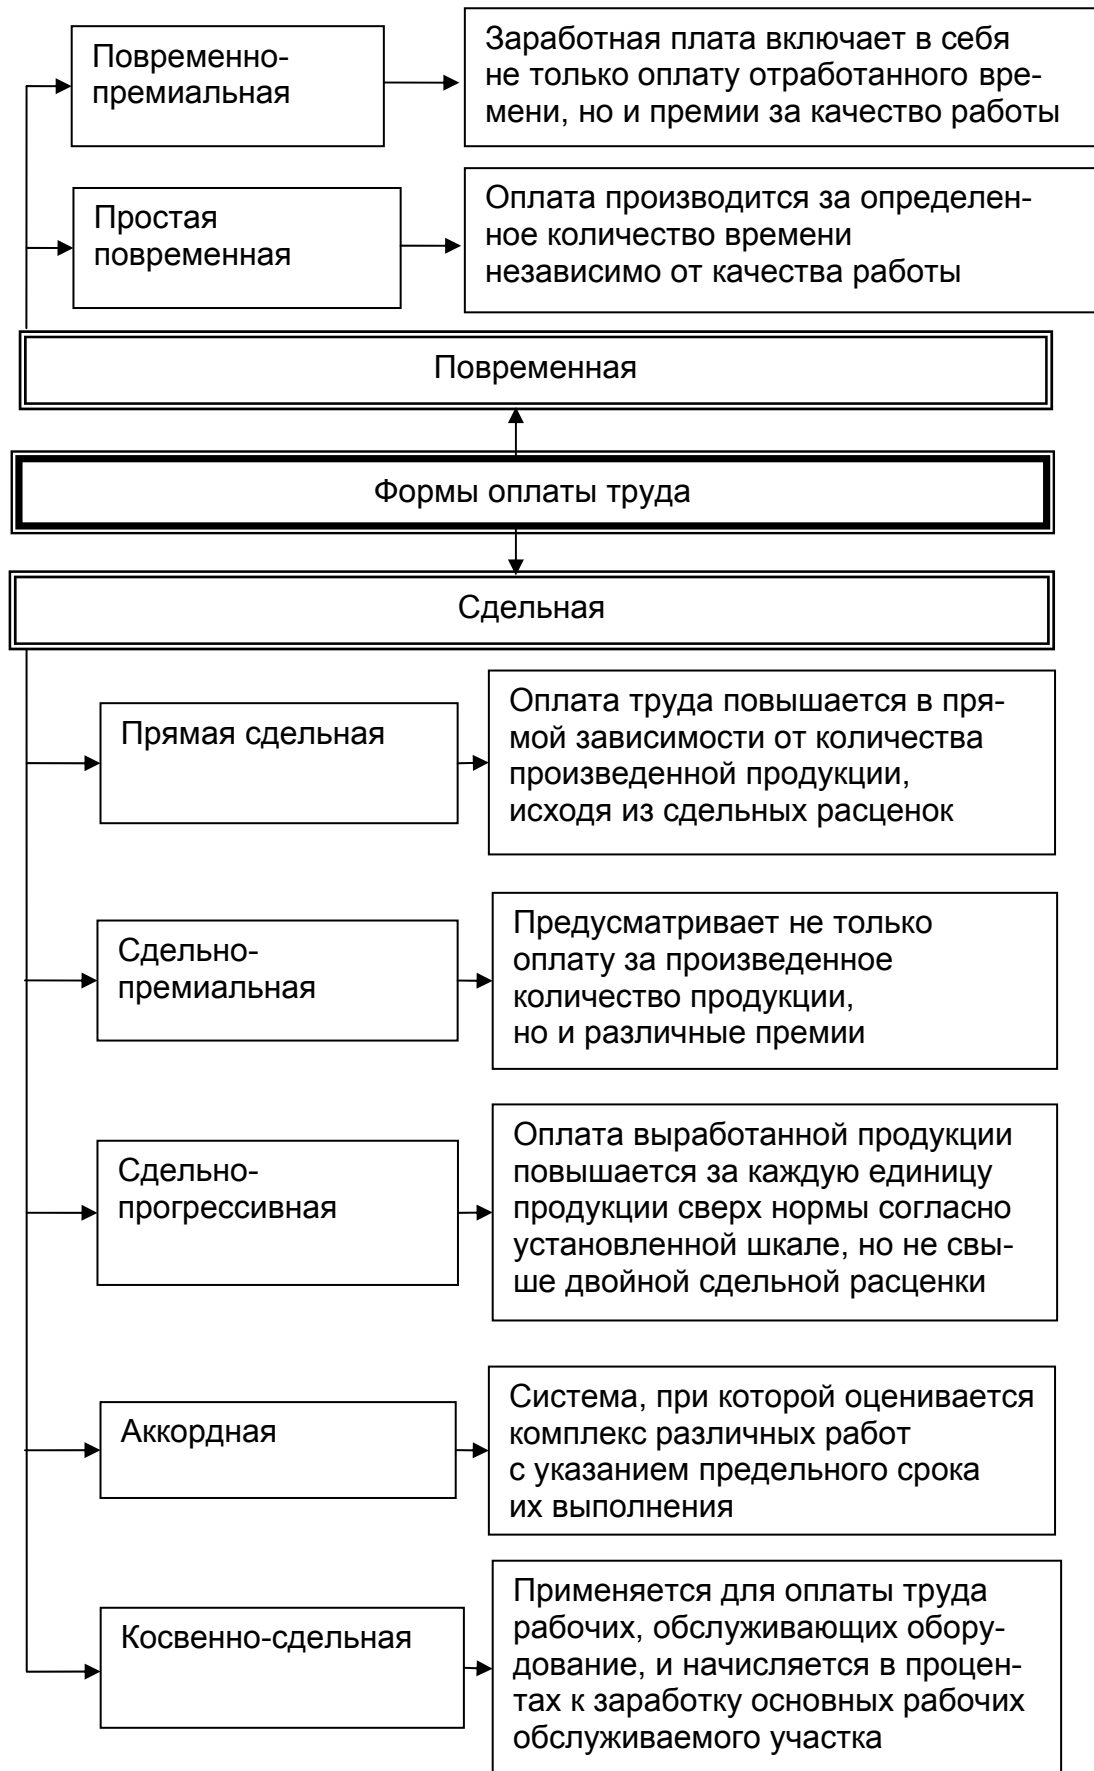 Повременно-
премиальная
Заработная плата включает в себя
не только оплату отработанного вре-
мени, но и премии за качество работы
Простая
повременная
Оплата производится за определен-
ное количество времени
независимо от качества работы
Повременная
Формы оплаты труда
Сдельная
Прямая сдельная
Оплата труда повышается в пря-
мой зависимости от количества
произведенной продукции,
исходя из сдельных расценок
Сдельно-
премиальная
Предусматривает не только
оплату за произведенное
количество продукции,
но и различные премии
Сдельно-
прогрессивная
Оплата выработанной продукции
повышается за каждую единицу
продукции сверх нормы согласно
установленной шкале, но не свы-
ше двойной сдельной расценки
Аккордная
Система, при которой оценивается
комплекс различных работ
с указанием предельного срока
их выполнения
Косвенно-сдельная
Применяется для оплаты труда
рабочих, обслуживающих обору-
дование, и начисляется в процен-
тах к заработку основных рабочих
обслуживаемого участка